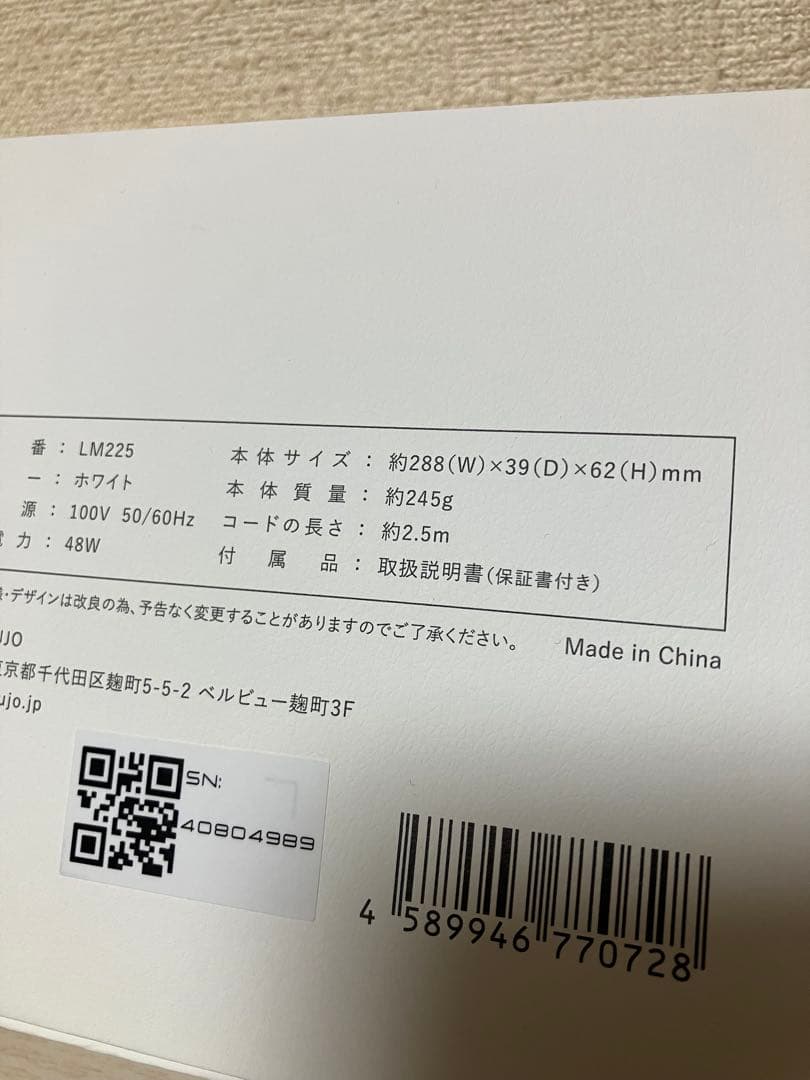 番：LM225
ー：ホワイト
源：100V 50/60Hz
力：48W
本体サイズ：約288(W)×39(D)×62(H)mm
本体質量：約245g
コードの長さ：約2.5m
付属品：取扱説明書(保証書付き)
・デザインは改良の為、予告なく変更することがありますのでご了承ください。
Made in China
UJO
東京都千代田区麹町5-5-2 ベルビュー麹町3F
ujo.jp
SN:
40804989
4 589946 770728